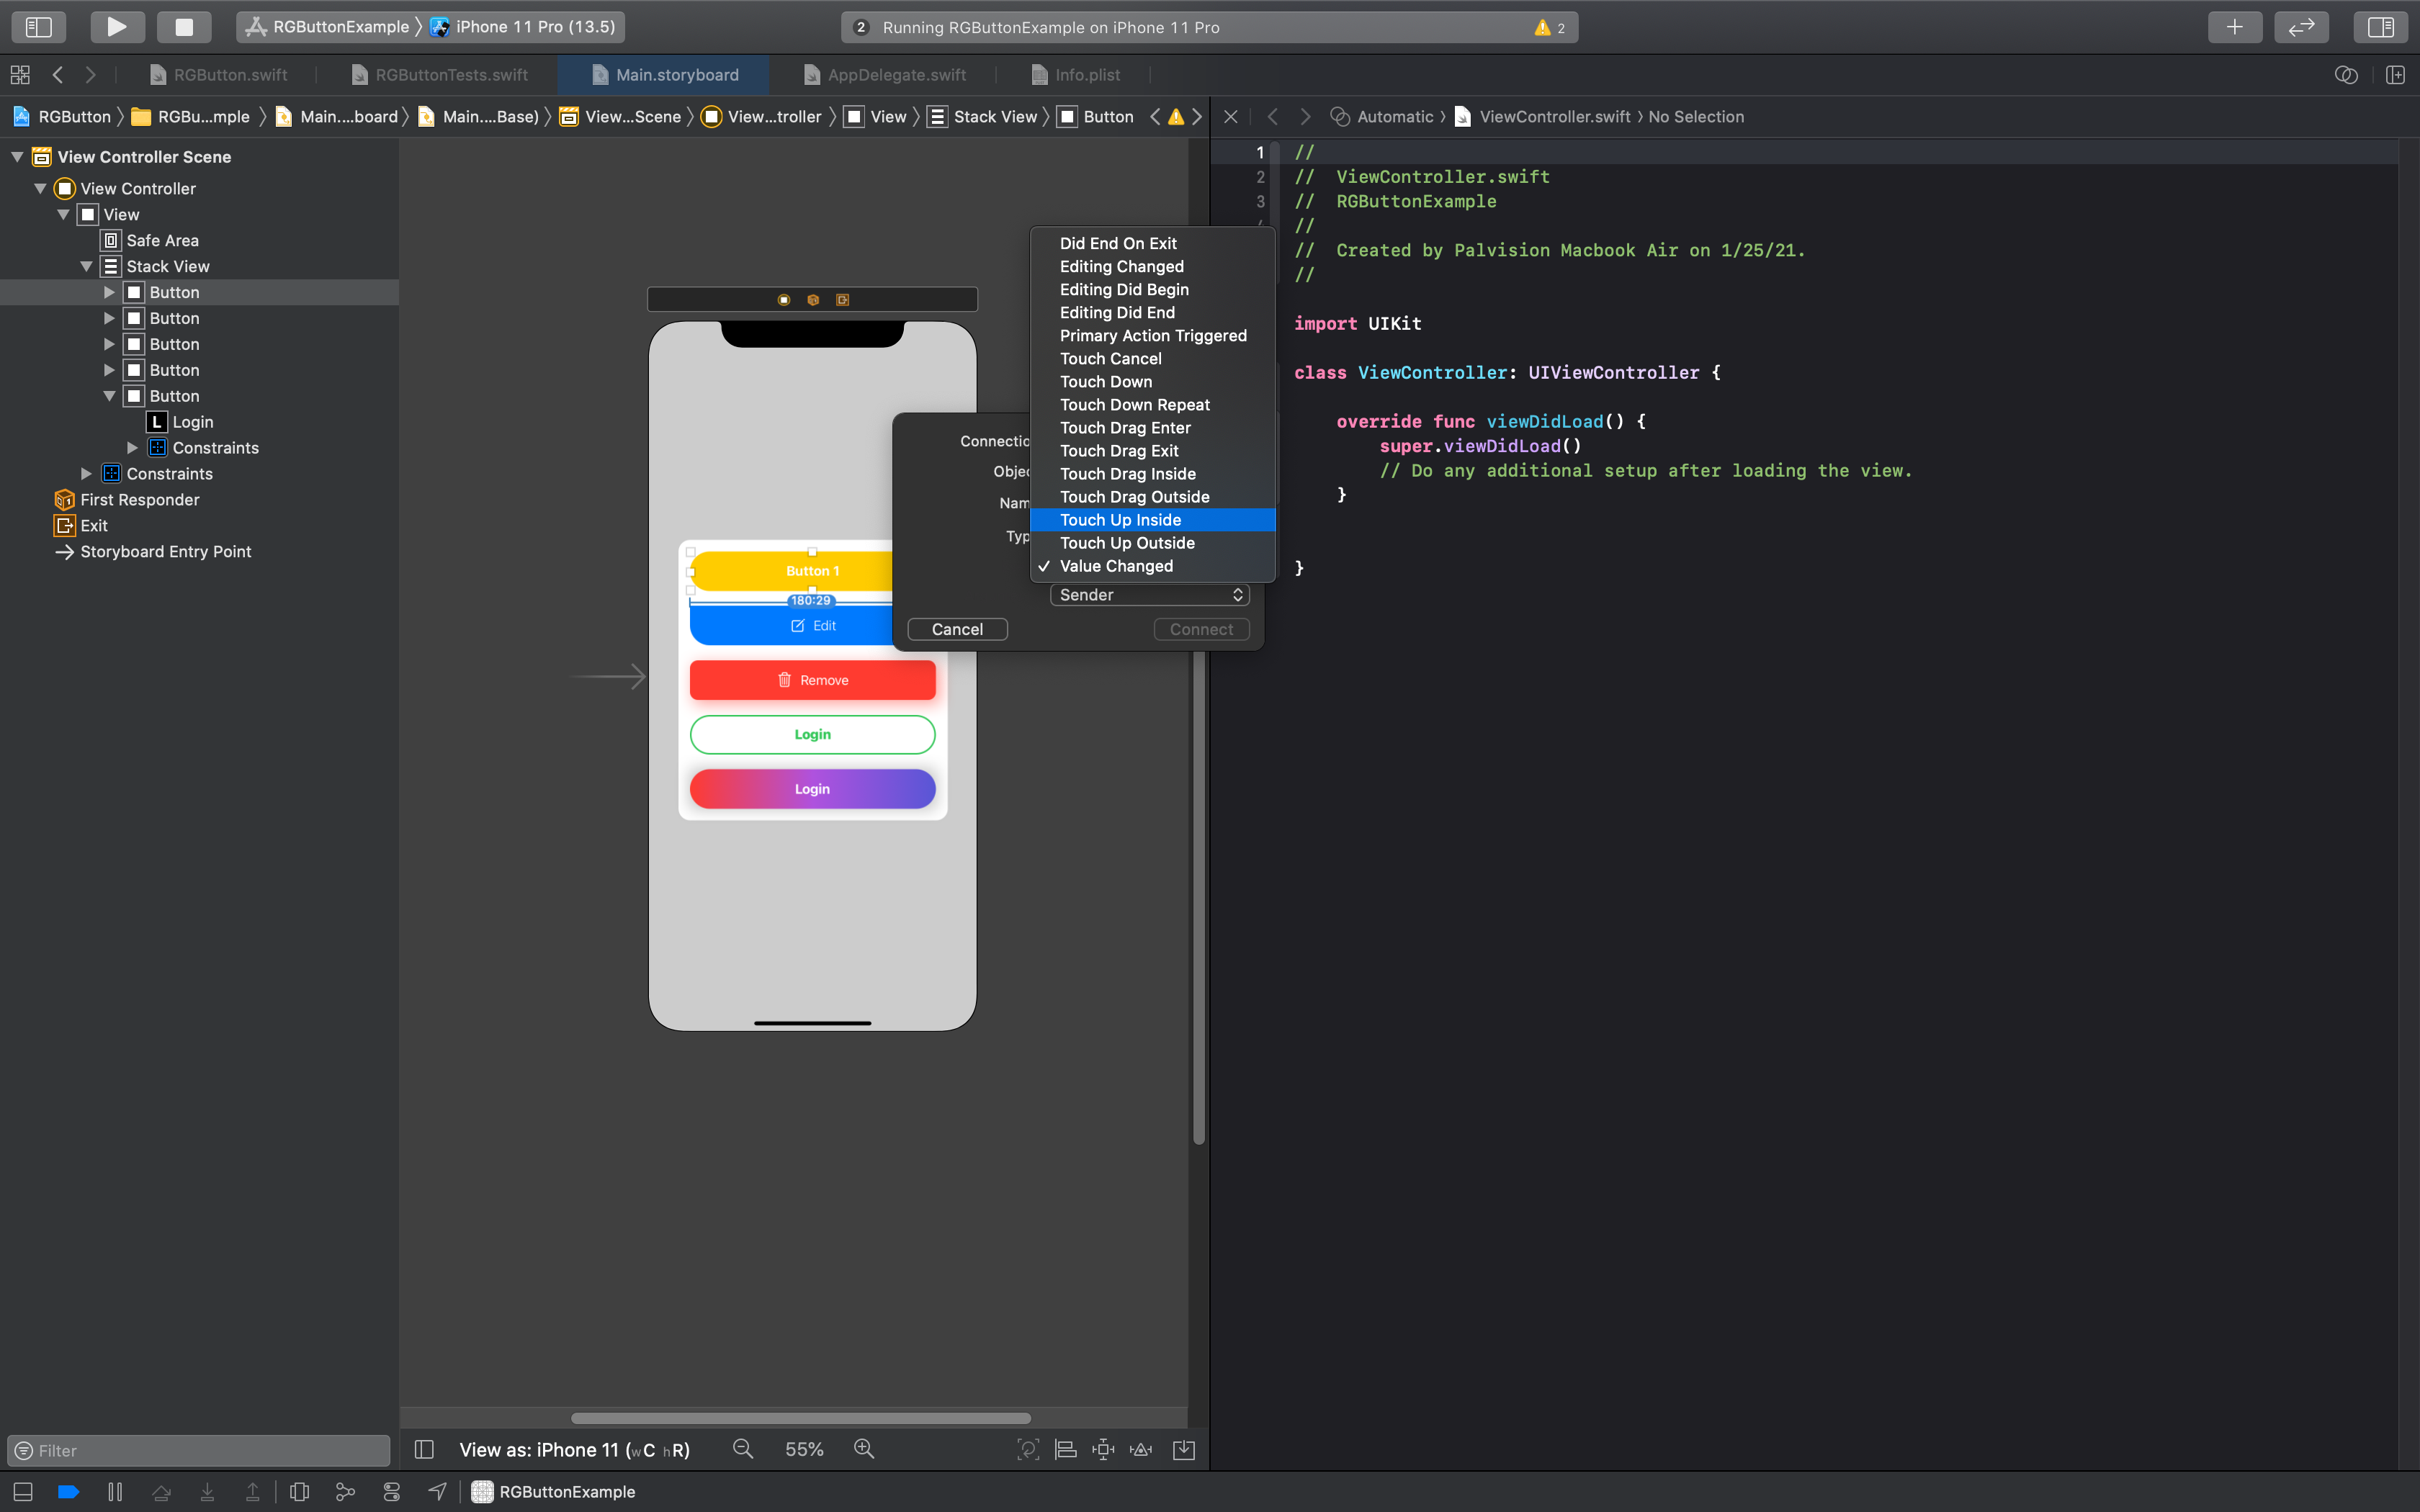 RGButtonExample 〉 iPhone 11 Pro (13.5)
2 Running RGButtonExample on iPhone 11 Pro 2
RGButton.swift
RGButtonTests.swift
Main.storyboard
AppDelegate.swift
Info.plist
RGButton 〉 RGBu...mple 〉 Main....board 〉 Main....Base) 〉 View...Scene 〉 View...troller 〉 View 〉 Stack View 〉 Button
Automatic 〉 ViewController.swift 〉 No Selection
View Controller Scene
View Controller
View
Safe Area
Stack View
Button
Button
Button
Button
Button
L Login
Constraints
Constraints
First Responder
Exit
Storyboard Entry Point
Filter
Button 1
180:29
Edit
Remove
Login
Login
Connectio
Objec
Nam
Typ
Did End On Exit
Editing Changed
Editing Did Begin
Editing Did End
Primary Action Triggered
Touch Cancel
Touch Down
Touch Down Repeat
Touch Drag Enter
Touch Drag Exit
Touch Drag Inside
Touch Drag Outside
Touch Up Inside
Touch Up Outside
✓ Value Changed
Sender
Cancel
Connect
1 //
2 //  ViewController.swift
3 //  RGButtonExample
//
//  Created by Palvision Macbook Air on 1/25/21.
//
import UIKit
class ViewController: UIViewController {
override func viewDidLoad() {
super.viewDidLoad()
// Do any additional setup after loading the view.
}
}
View as: iPhone 11 (wC hR)
55%
RGButtonExample